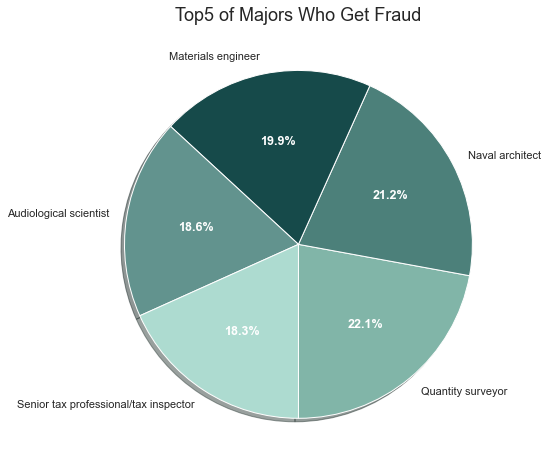 Top5 of Majors Who Get Fraud
Materials engineer
19.9%
Naval architect
21.2%
Audiological scientist
18.6%
18.3%
22.1%
Quantity surveyor
Senior tax professional/tax inspector